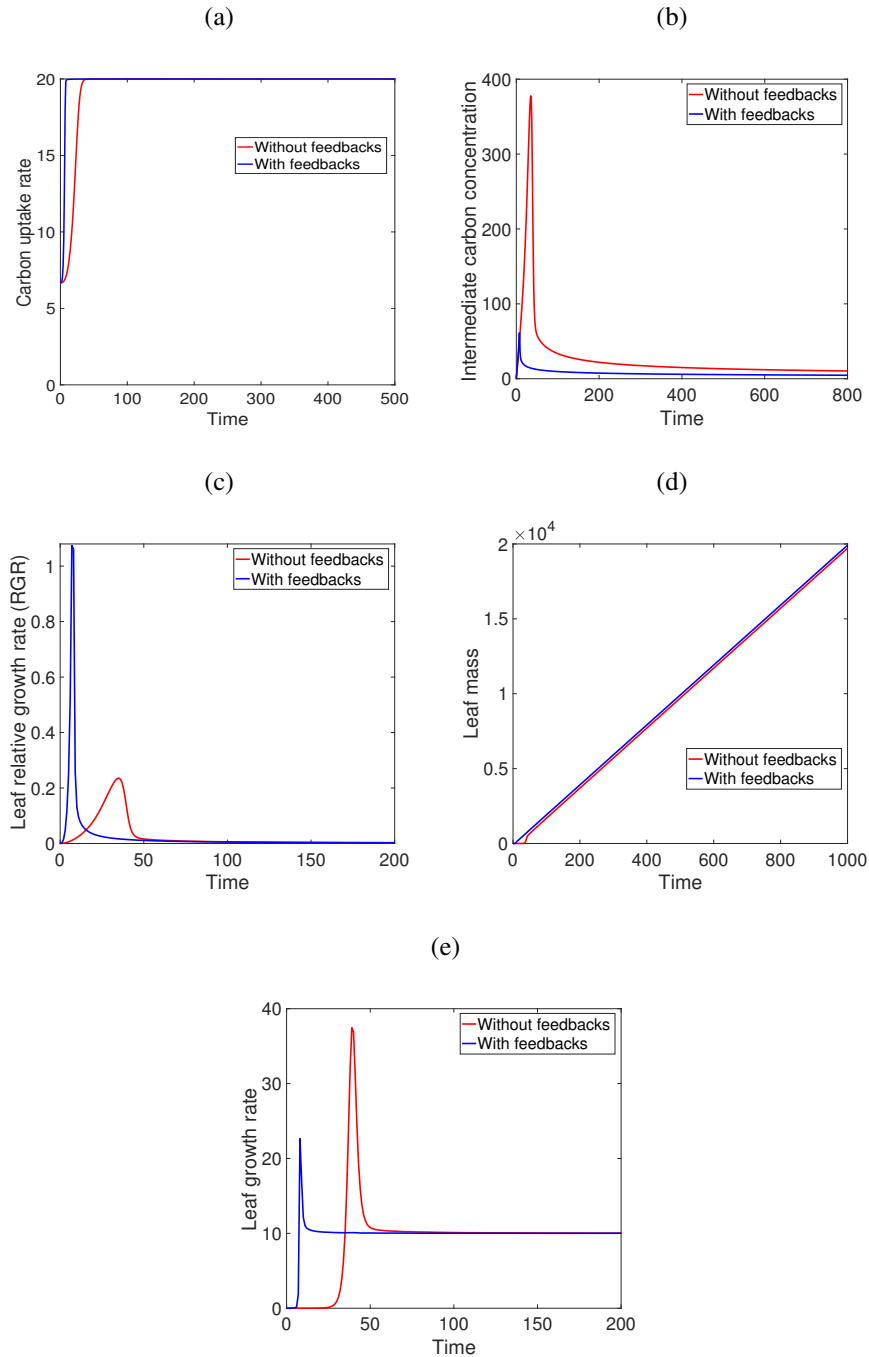 (a)
20
15
10
5
0
0 100 200 300 400 500
Carbon uptake rate
Time
Without feedbacks
With feedbacks
(b)
400
300
200
100
0
0 200 400 600 800
Intermediate carbon concentration
Time
Without feedbacks
With feedbacks
(c)
1
0.8
0.6
0.4
0.2
0
0 50 100 150 200
Leaf relative growth rate (RGR)
Time
Without feedbacks
With feedbacks
(d)
×10⁴
2
1.5
1
0.5
0
0 200 400 600 800 1000
Leaf mass
Time
Without feedbacks
With feedbacks
(e)
40
30
20
10
0
0 50 100 150 200
Leaf growth rate
Time
Without feedbacks
With feedbacks